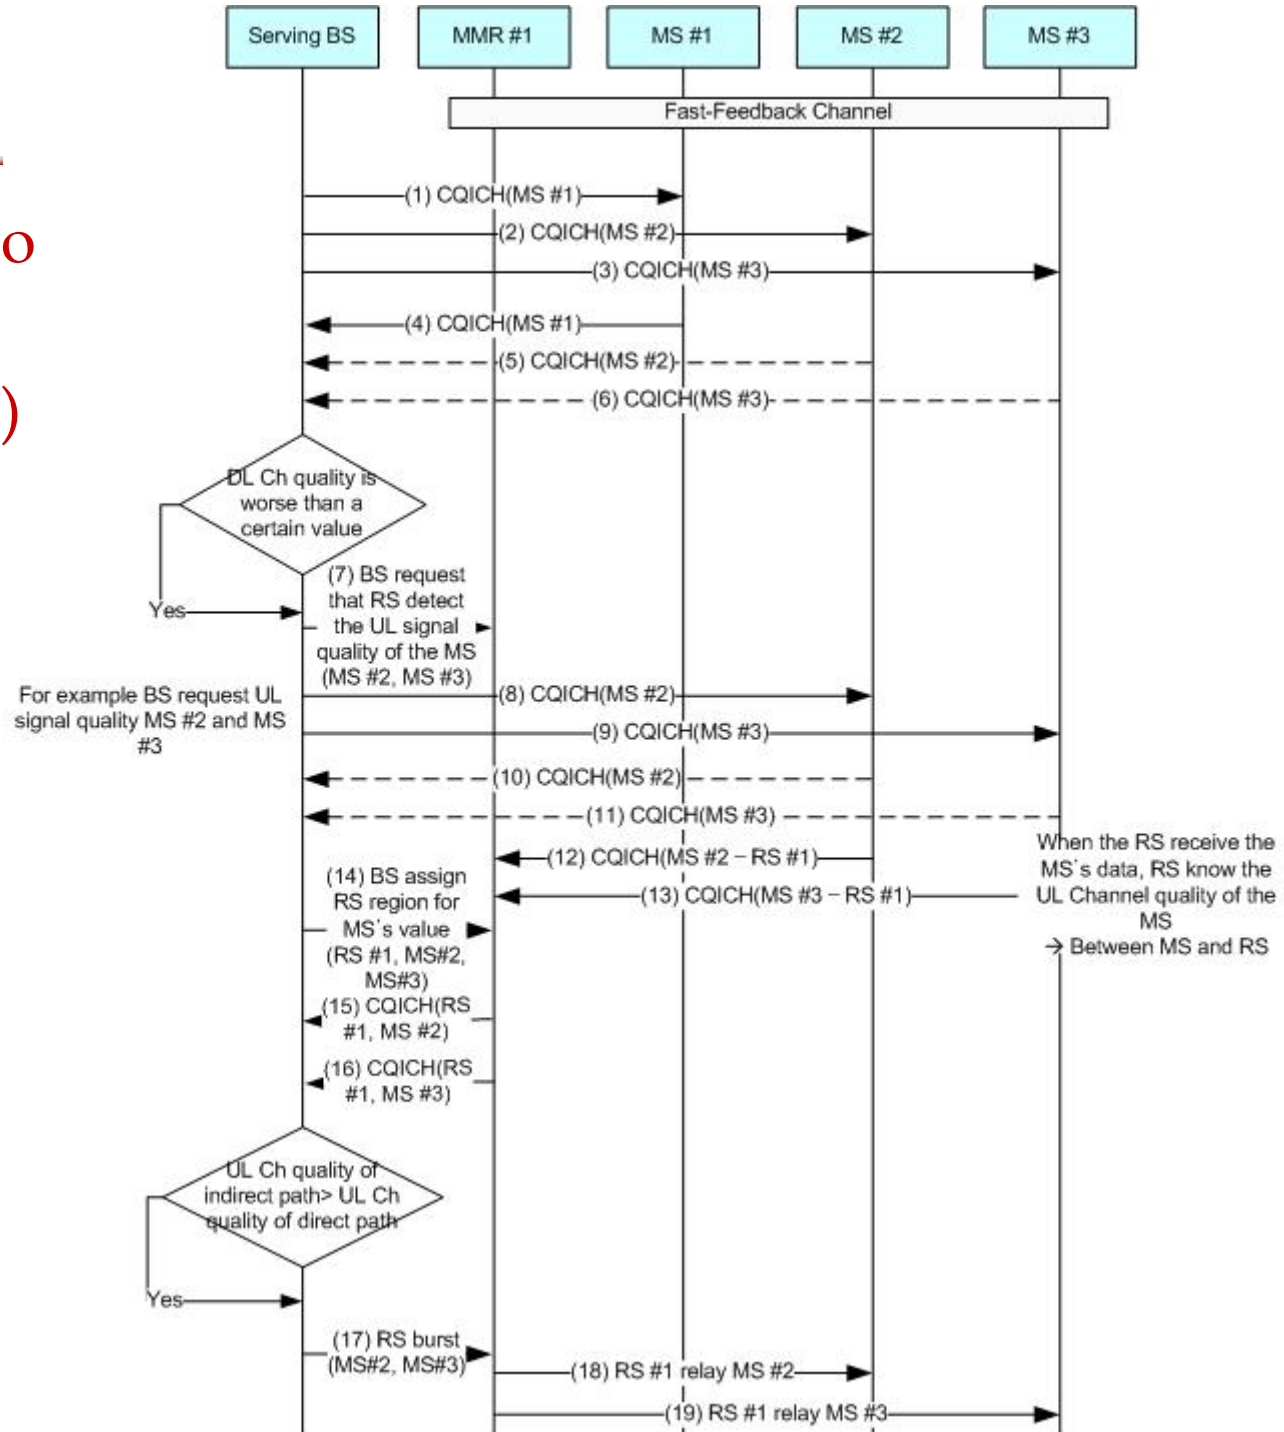 Serving BS
MMR #1
MS #1
MS #2
MS #3
Fast-Feedback Channel
(1) CQICH(MS #1)
o
(2) CQICH(MS #2)
(3) CQICH(MS #3)
(4) CQICH(MS #1)
(5) CQICH(MS #2)
)
(6) CQICH(MS #3)
DL Ch quality is
worse than a
certain value
Yes
(7) BS request
that RS detect
the UL signal
quality of the MS
(MS #2, MS #3)
For example BS request UL
signal quality MS #2 and MS
#3
(8) CQICH(MS #2)
(9) CQICH(MS #3)
(10) CQICH(MS #2)
(11) CQICH(MS #3)
When the RS receive the
MS´s data, RS know the
UL Channel quality of the
MS
→ Between MS and RS
(12) CQICH(MS #2 – RS #1)
(13) CQICH(MS #3 – RS #1)
(14) BS assign
RS region for
MS´s value
(RS #1, MS#2,
MS#3)
(15) CQICH(RS
#1, MS #2)
(16) CQICH(RS
#1, MS #3)
UL Ch quality of
indirect path> UL Ch
quality of direct path
Yes
(17) RS burst
(MS#2, MS#3)
(18) RS #1 relay MS #2
(19) RS #1 relay MS #3